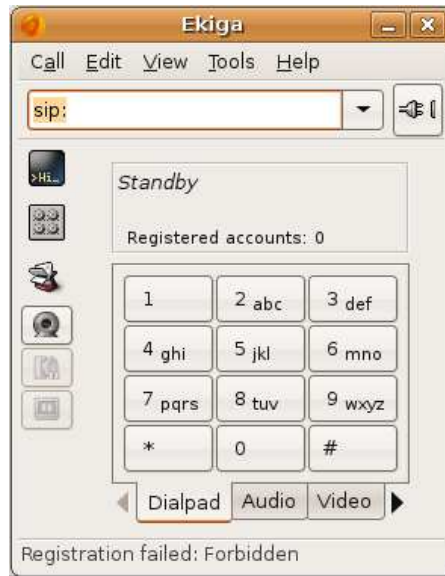 Ekiga
Call Edit View Tools Help
sip:
>Hi_
Standby
Registered accounts: 0
1 2 abc 3 def
4 ghi 5 jkl 6 mno
7 pqrs 8 tuv 9 wxyz
* 0 #
Dialpad Audio Video
Registration failed: Forbidden